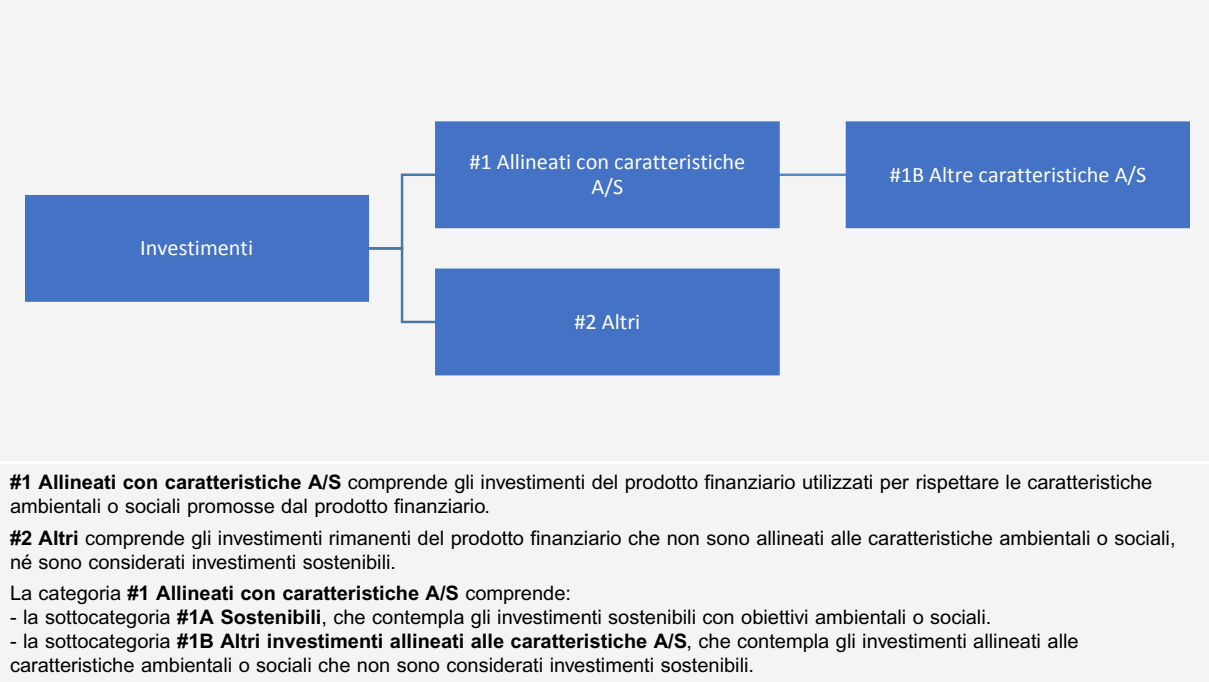 #1 Allineati con caratteristiche
A/S
#1B Altre caratteristiche A/S
Investimenti
#2 Altri
#1 Allineati con caratteristiche A/S comprende gli investimenti del prodotto finanziario utilizzati per rispettare le caratteristiche
ambientali o sociali promosse dal prodotto finanziario.
#2 Altri comprende gli investimenti rimanenti del prodotto finanziario che non sono allineati alle caratteristiche ambientali o sociali,
né sono considerati investimenti sostenibili.
La categoria #1 Allineati con caratteristiche A/S comprende:
- la sottocategoria #1A Sostenibili, che contempla gli investimenti sostenibili con obiettivi ambientali o sociali.
- la sottocategoria #1B Altri investimenti allineati alle caratteristiche A/S, che contempla gli investimenti allineati alle
caratteristiche ambientali o sociali che non sono considerati investimenti sostenibili.